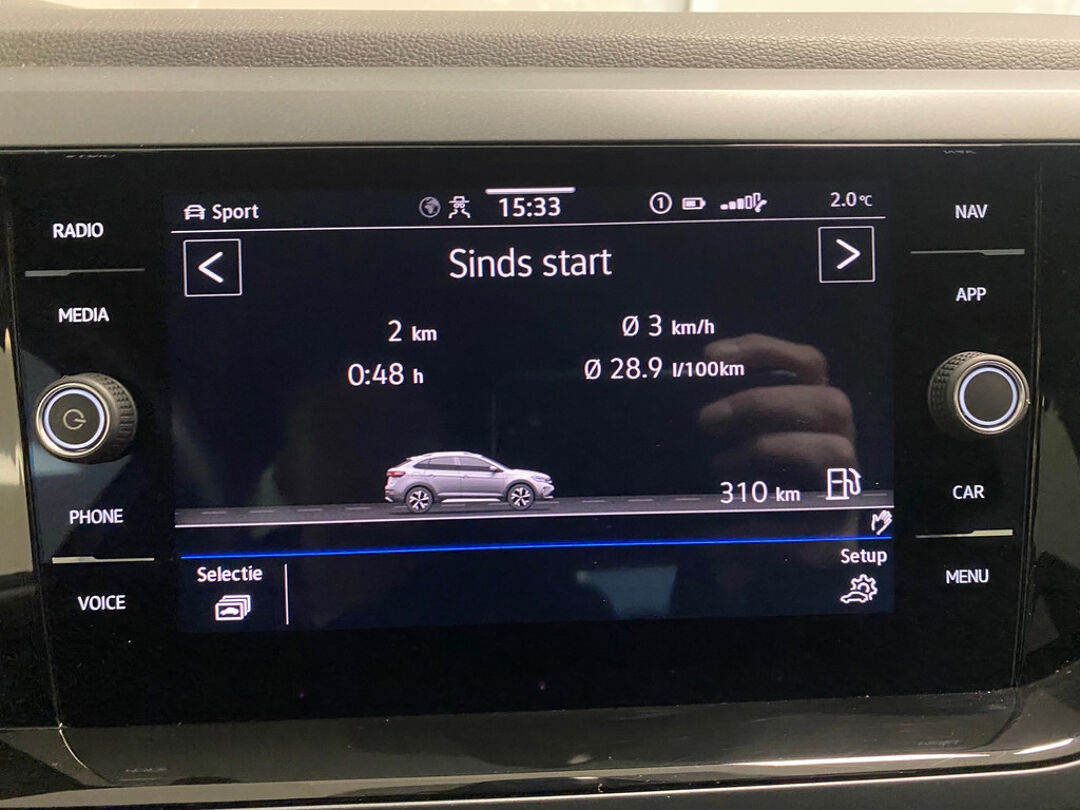 RADIO
MEDIA
PHONE
VOICE
Sport
15:33
1
2.0°C
< Sinds start >
2 km
Ø 3 km/h
0:48 h
Ø 28.9 l/100km
310 km
Selectie
Setup
NAV
APP
CAR
MENU